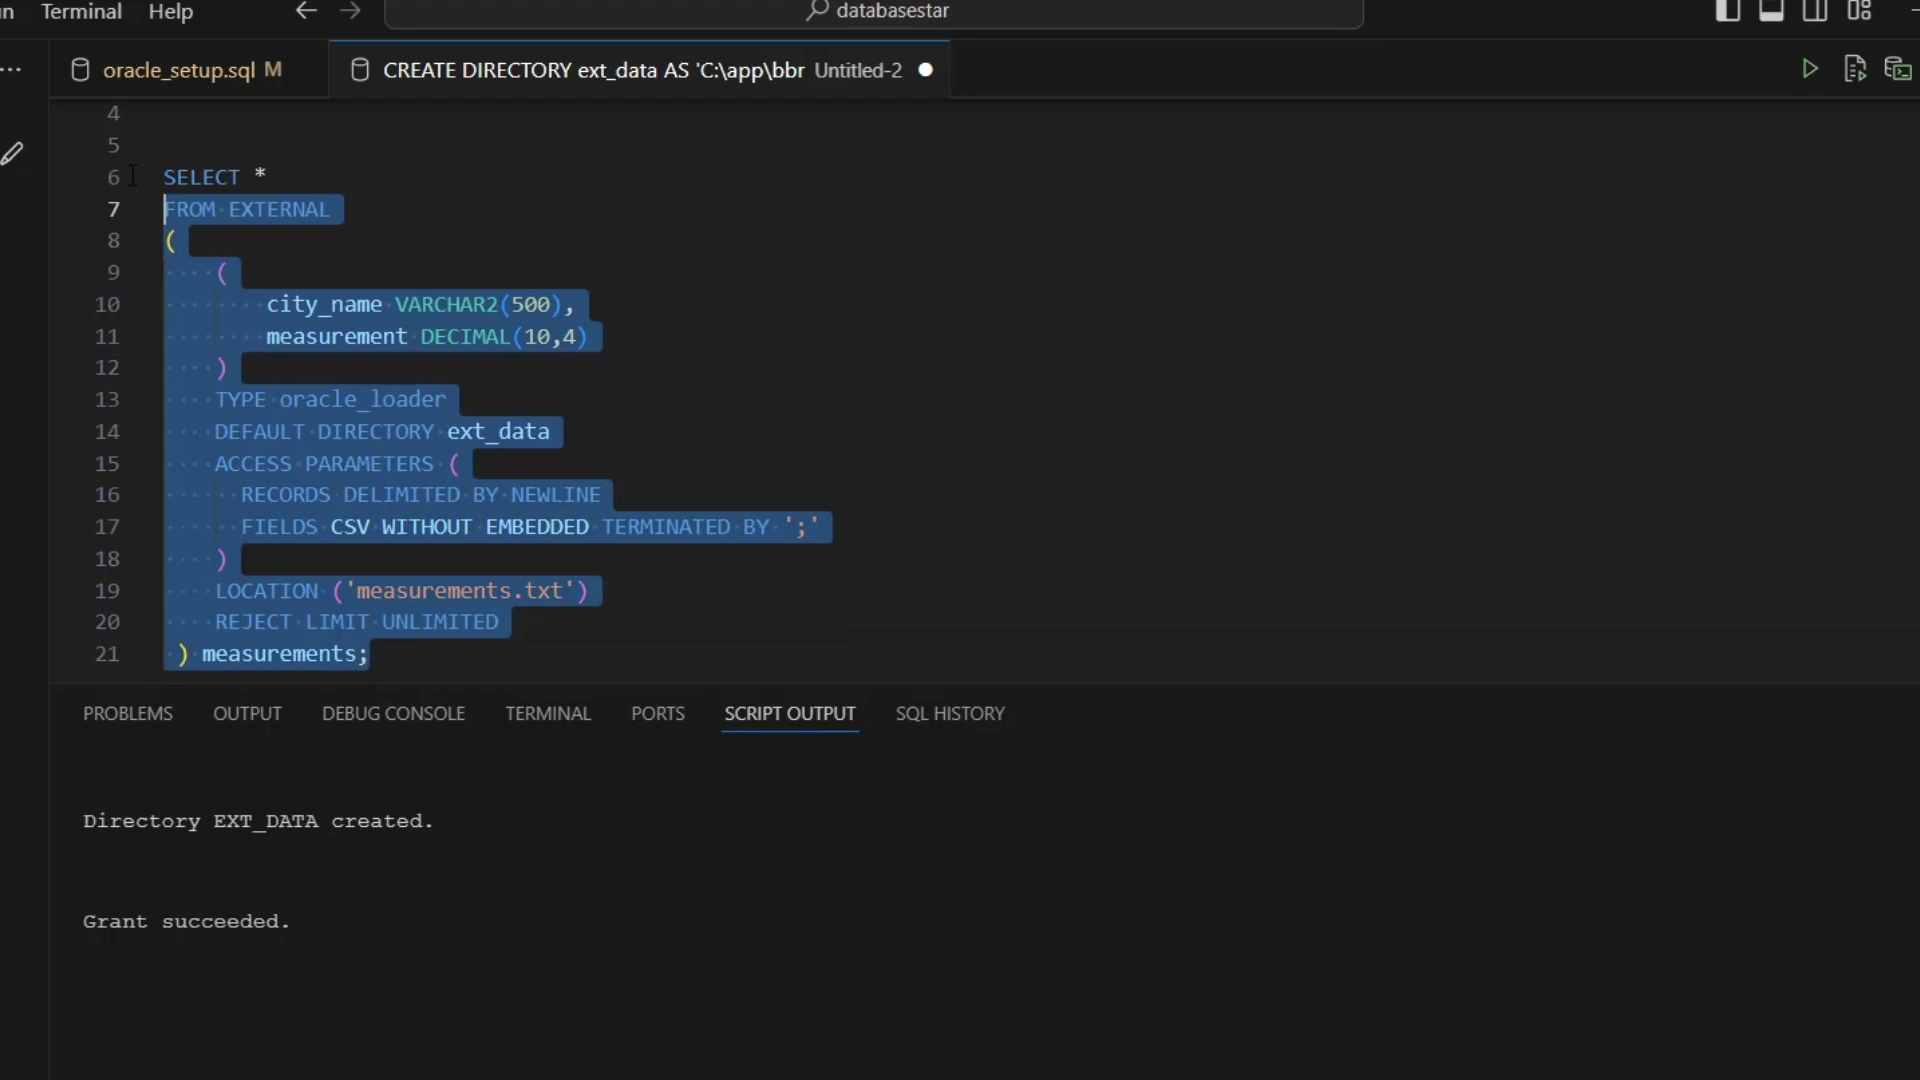 Terminal Help
databasestar
oracle_setup.sql M
CREATE DIRECTORY ext_data AS 'C:\app\bbr Untitled-2
4
5
6 SELECT *
7 FROM EXTERNAL
8 (
9 (
10 city_name VARCHAR2(500),
11 measurement DECIMAL(10,4)
12 )
13 TYPE oracle_loader
14 DEFAULT DIRECTORY ext_data
15 ACCESS PARAMETERS (
16 RECORDS DELIMITED BY NEWLINE
17 FIELDS CSV WITHOUT EMBEDDED TERMINATED BY ';'
18 )
19 LOCATION ('measurements.txt')
20 REJECT LIMIT UNLIMITED
21 ) measurements;
PROBLEMS OUTPUT DEBUG CONSOLE TERMINAL PORTS SCRIPT OUTPUT SQL HISTORY
Directory EXT_DATA created.
Grant succeeded.